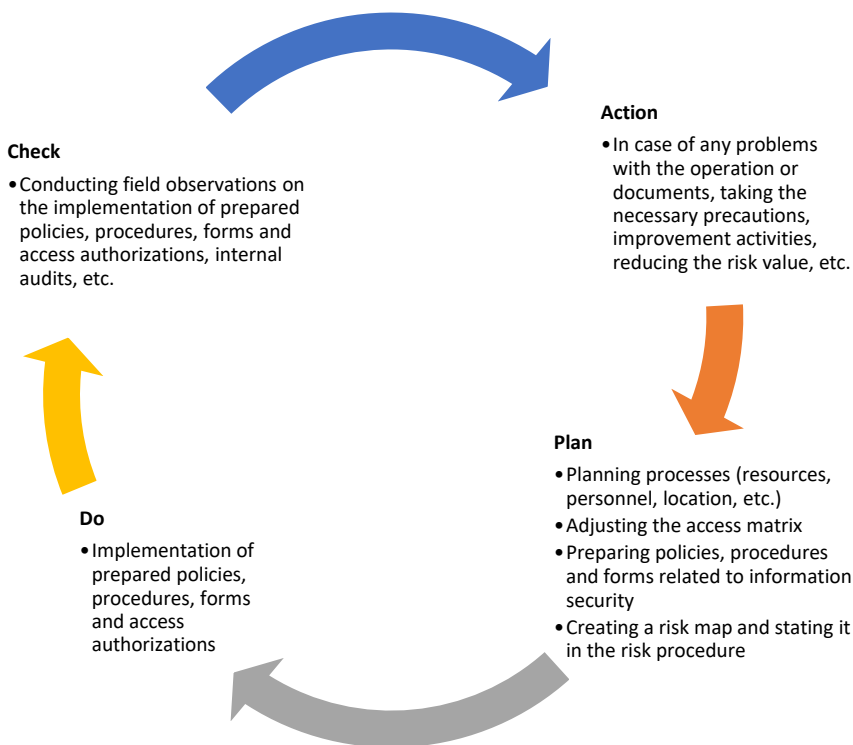 Check
•Conducting field observations on
the implementation of prepared
policies, procedures, forms and
access authorizations, internal
audits, etc.
Action
•In case of any problems
with the operation or
documents, taking the
necessary precautions,
improvement activities,
reducing the risk value, etc.
Plan
•Planning processes (resources,
personnel, location, etc.)
•Adjusting the access matrix
•Preparing policies, procedures
and forms related to information
security
•Creating a risk map and stating it
in the risk procedure
Do
•Implementation of
prepared policies,
procedures, forms
and access
authorizations